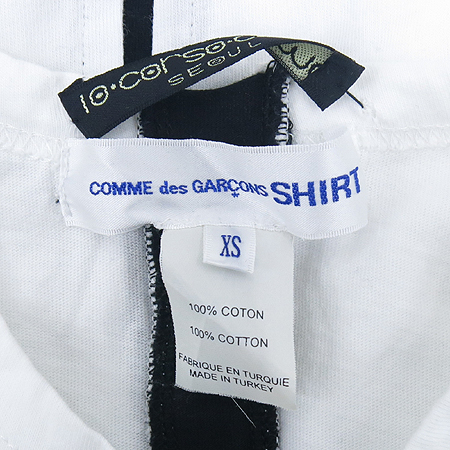 10·corso·c
SEOUL
COMME des GARÇONS SHIRT
XS
100% COTON
100% COTTON
FABRIQUE EN TURQUIE
MADE IN TURKEY